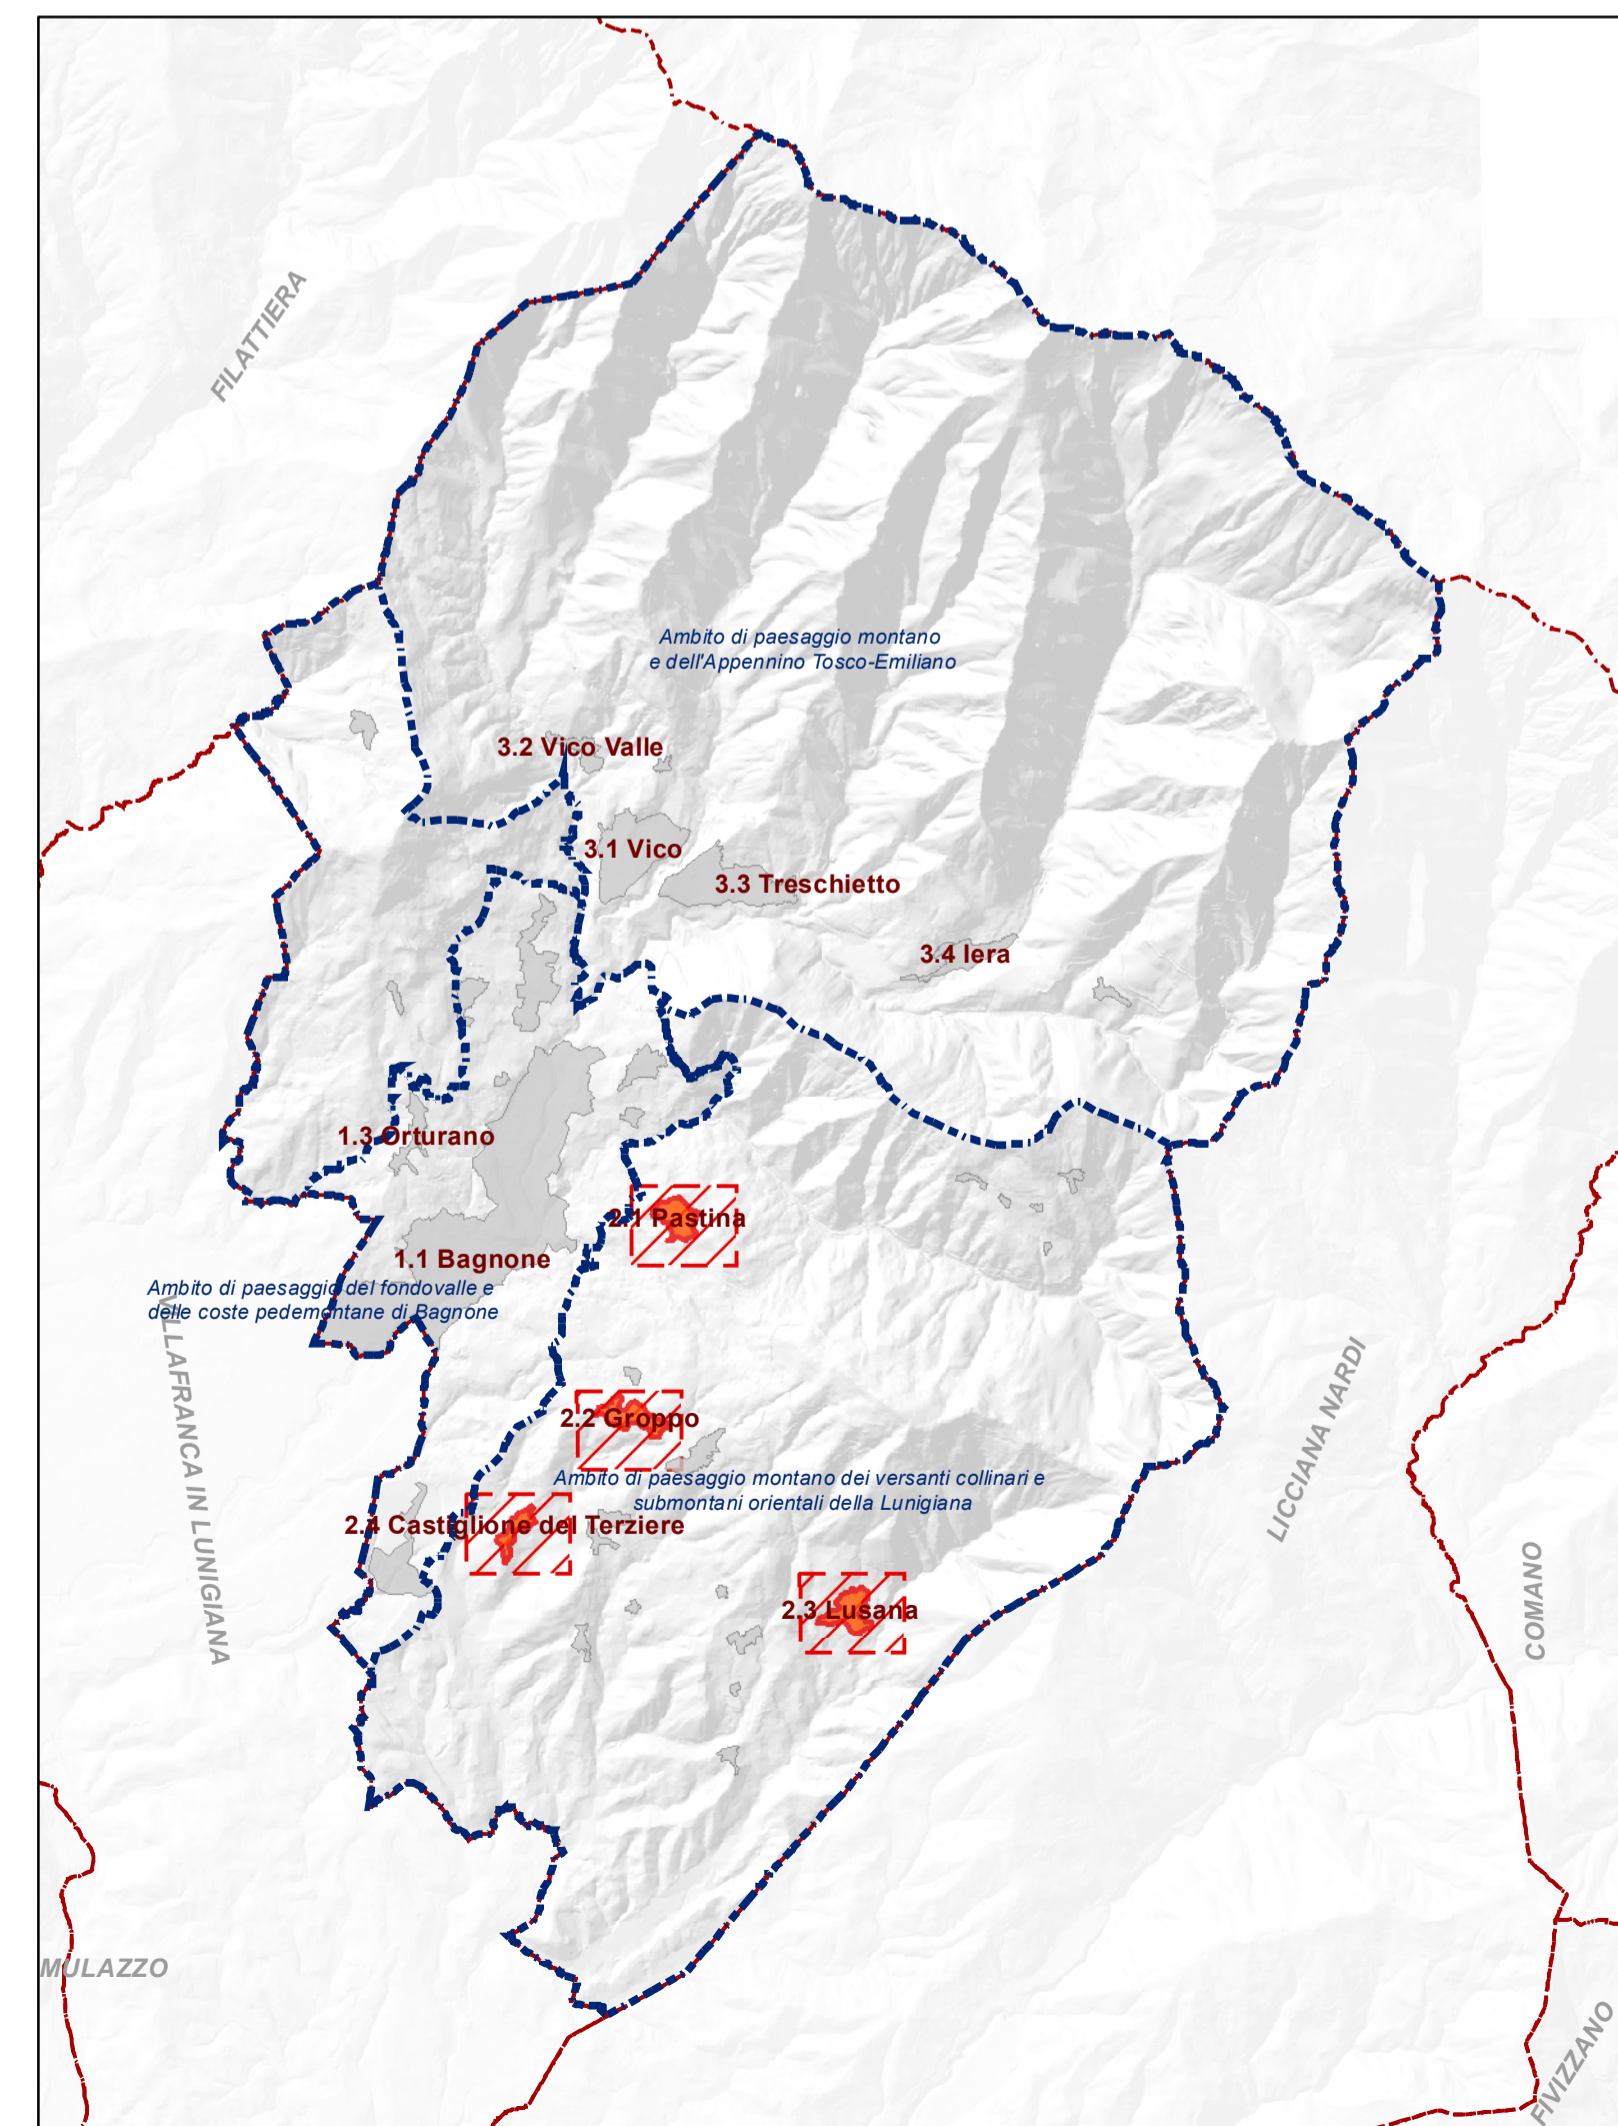 FILATTIERA
Ambito di paesaggio montano
e dell'Appennino Tosco-Emiliano
3.2 Vico Valle
3.1 Vico
3.3 Treschietto
3.4 Iera
1.3 Orturano
2.1 Pastina
1.1 Bagnone
Ambito di paesaggio del fondovalle e
delle coste pedemontane di Bagnone
VILLAFRANCA IN LUNIGIANA
LICCIANA NARDI
2.2 Groppo
Ambito di paesaggio montano dei versanti collinari e
submontani orientali della Lunigiana
2.4 Castiglione del Terziere
COMANO
2.3 Lusana
MULAZZO
FIVIZZANO